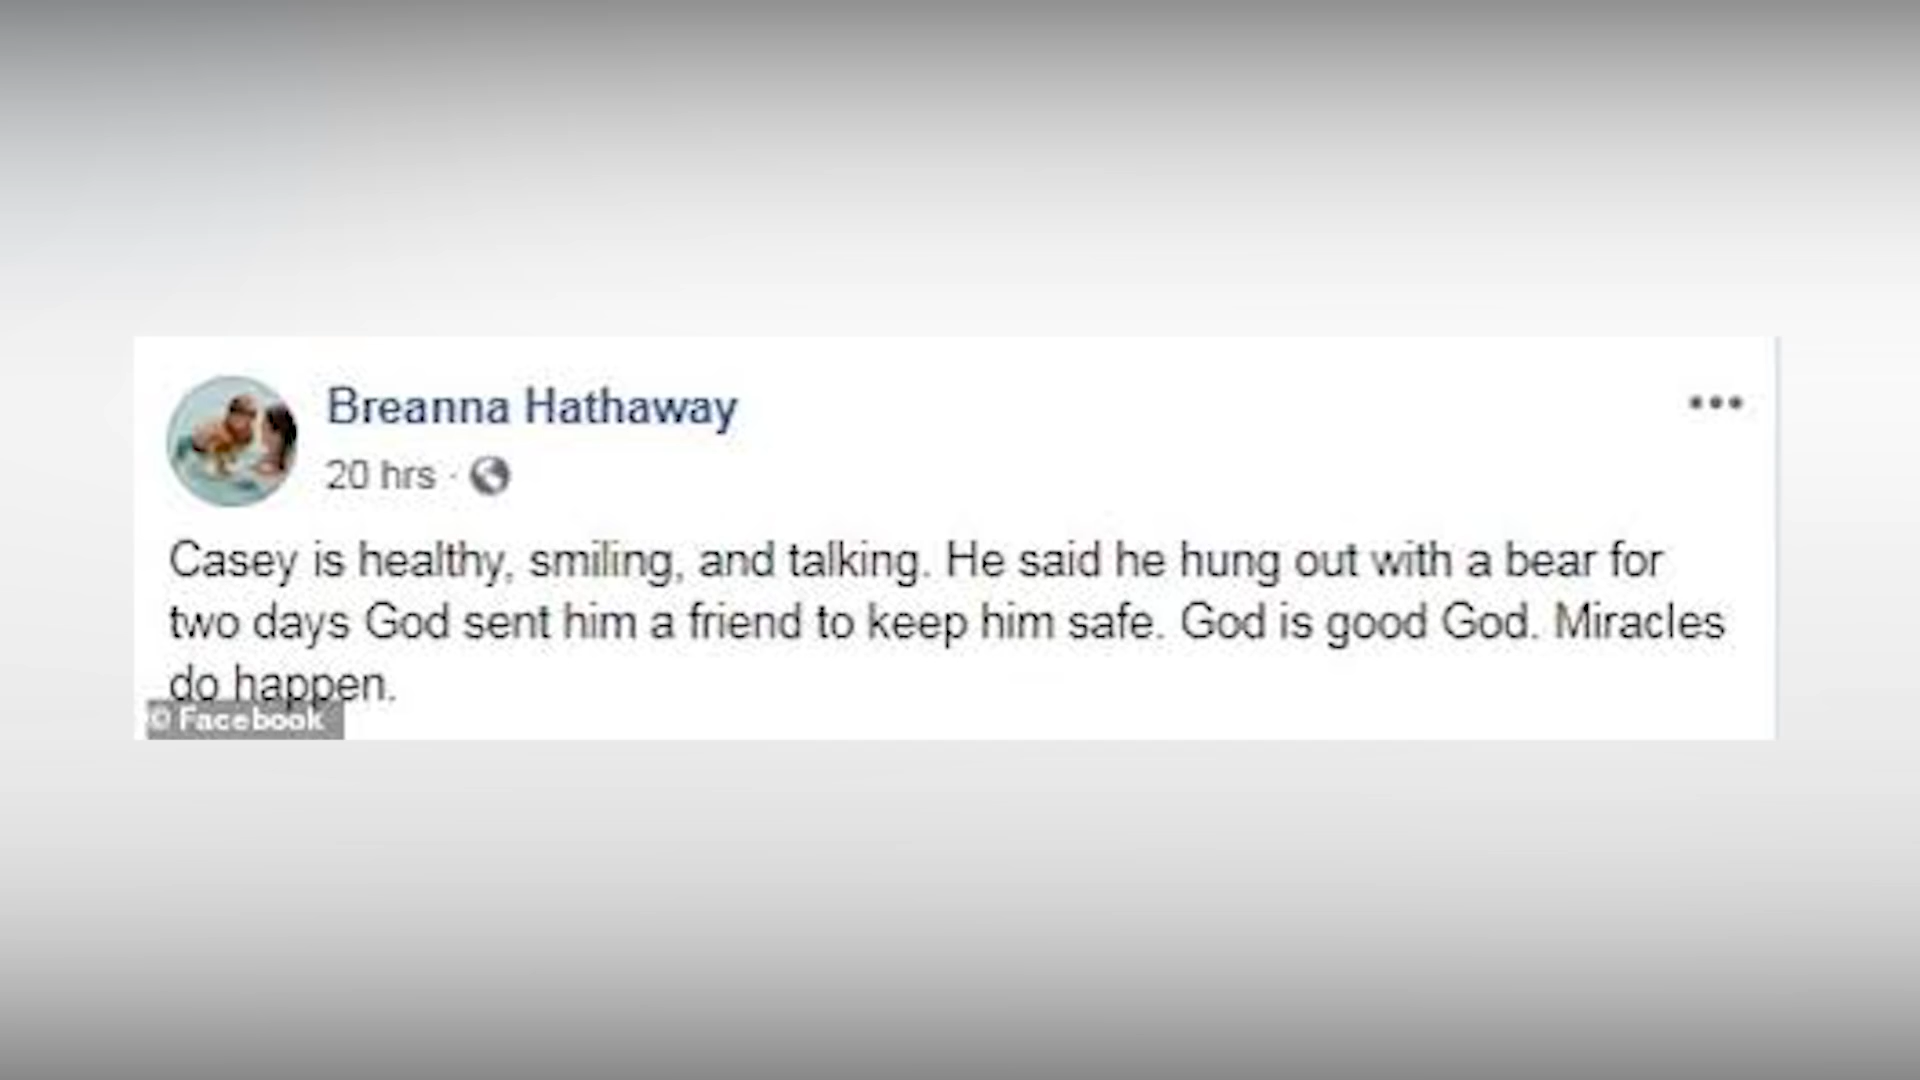 Breanna Hathaway
20 hrs ·
Casey is healthy, smiling, and talking. He said he hung out with a bear for
two days God sent him a friend to keep him safe. God is good God. Miracles
do happen.
© Facebook